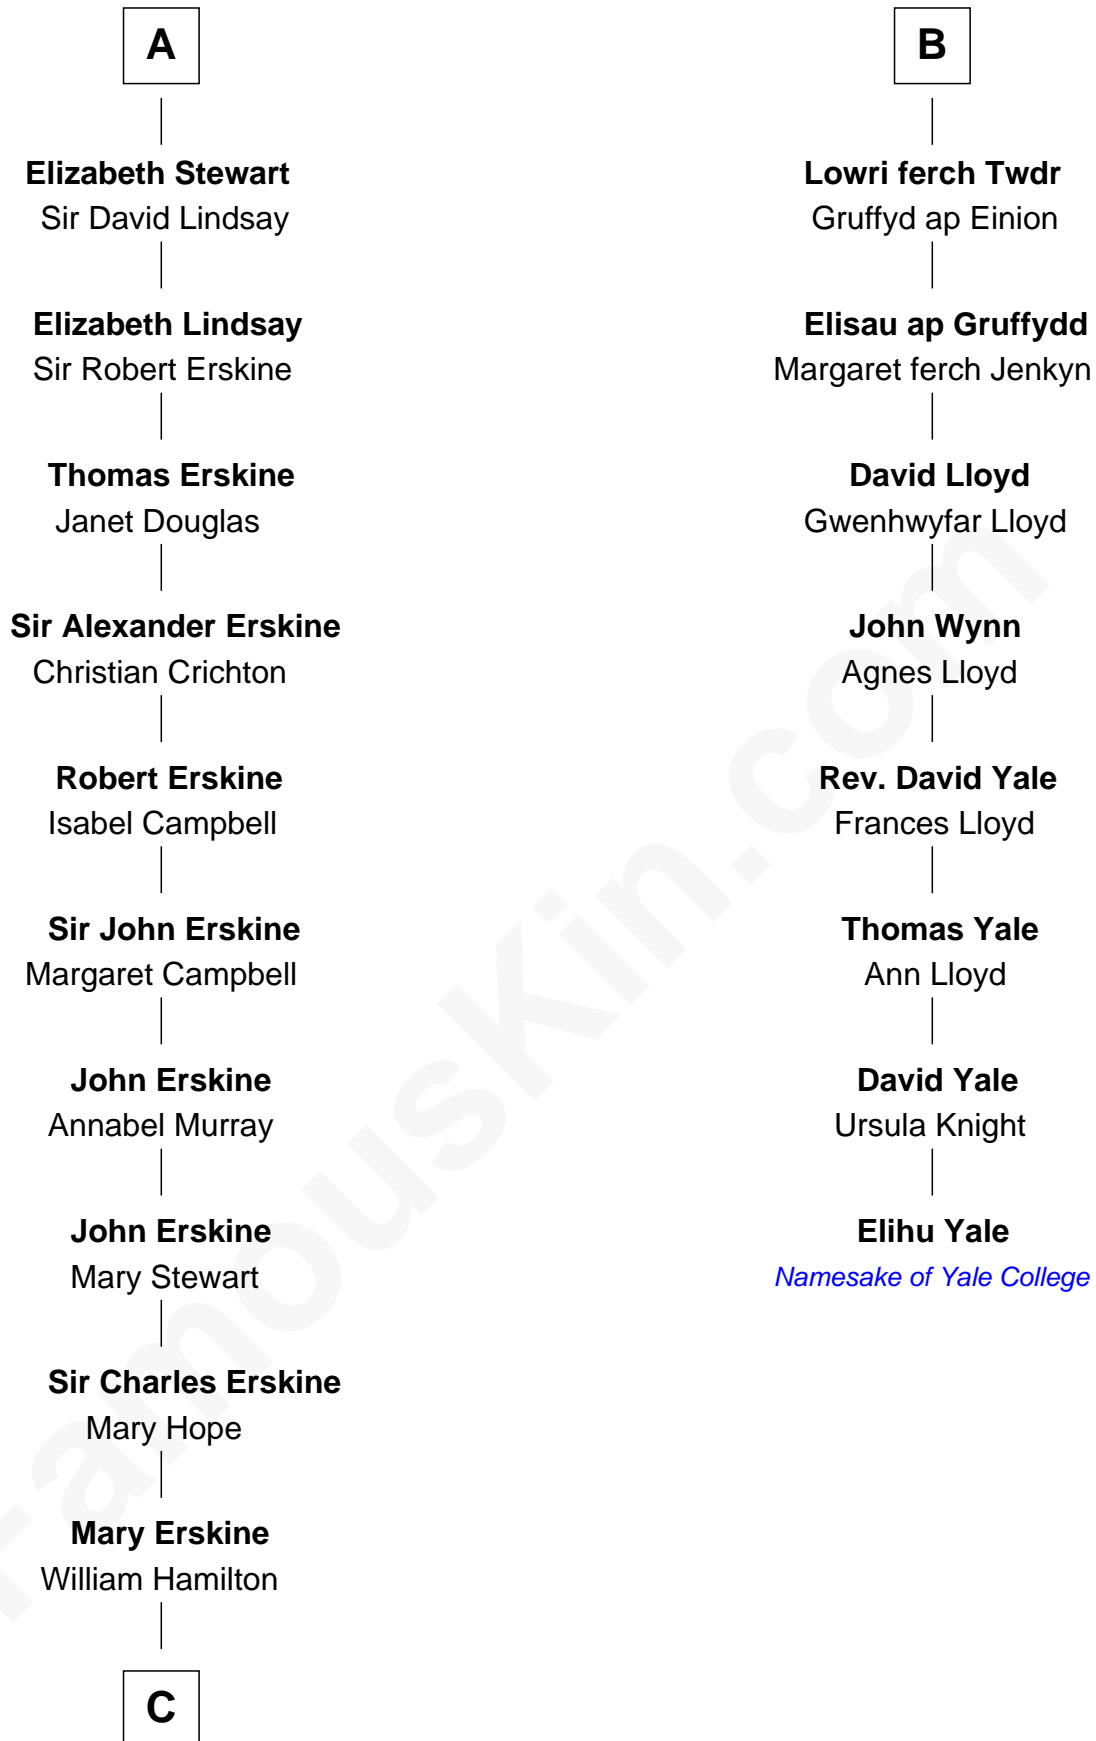 A
Elizabeth Stewart
Sir David Lindsay
Elizabeth Lindsay
Sir Robert Erskine
Thomas Erskine
Janet Douglas
Sir Alexander Erskine
Christian Crichton
Robert Erskine
Isabel Campbell
Sir John Erskine
Margaret Campbell
John Erskine
Annabel Murray
John Erskine
Mary Stewart
Sir Charles Erskine
Mary Hope
Mary Erskine
William Hamilton
C
B
Lowri ferch Twdr
Gruffyd ap Einion
Elisau ap Gruffydd
Margaret ferch Jenkyn
David Lloyd
Gwenhwyfar Lloyd
John Wynn
Agnes Lloyd
Rev. David Yale
Frances Lloyd
Thomas Yale
Ann Lloyd
David Yale
Ursula Knight
Elihu Yale
Namesake of Yale College
FamousKin.com